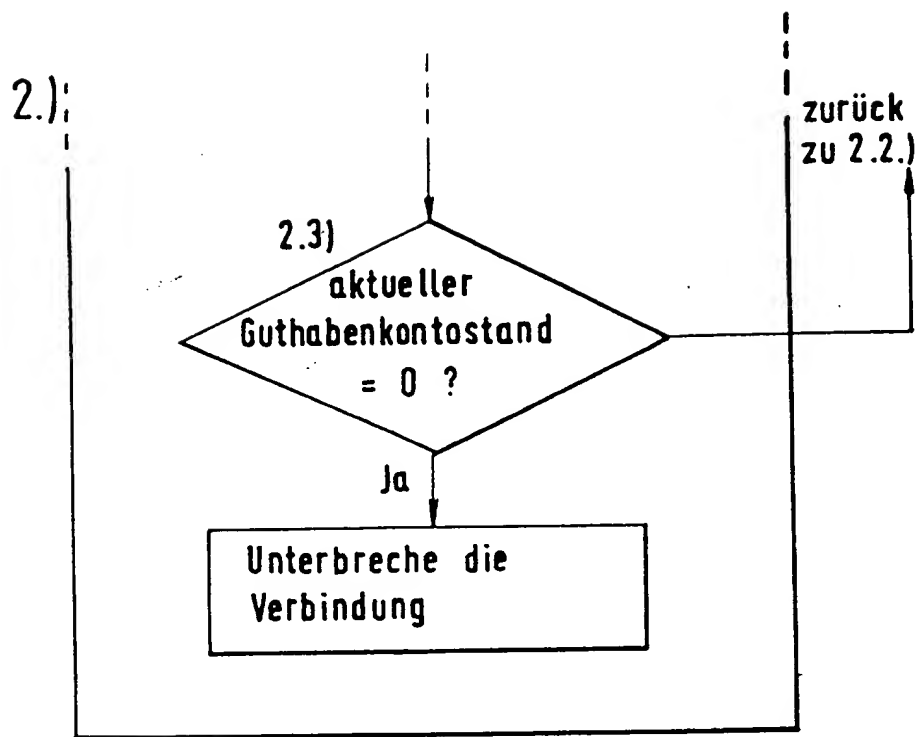 2.)
zurück
zu 2.2.)
2.3)
aktueller
Guthabenkontostand
= 0 ?
Ja
Unterbreche die
Verbindung